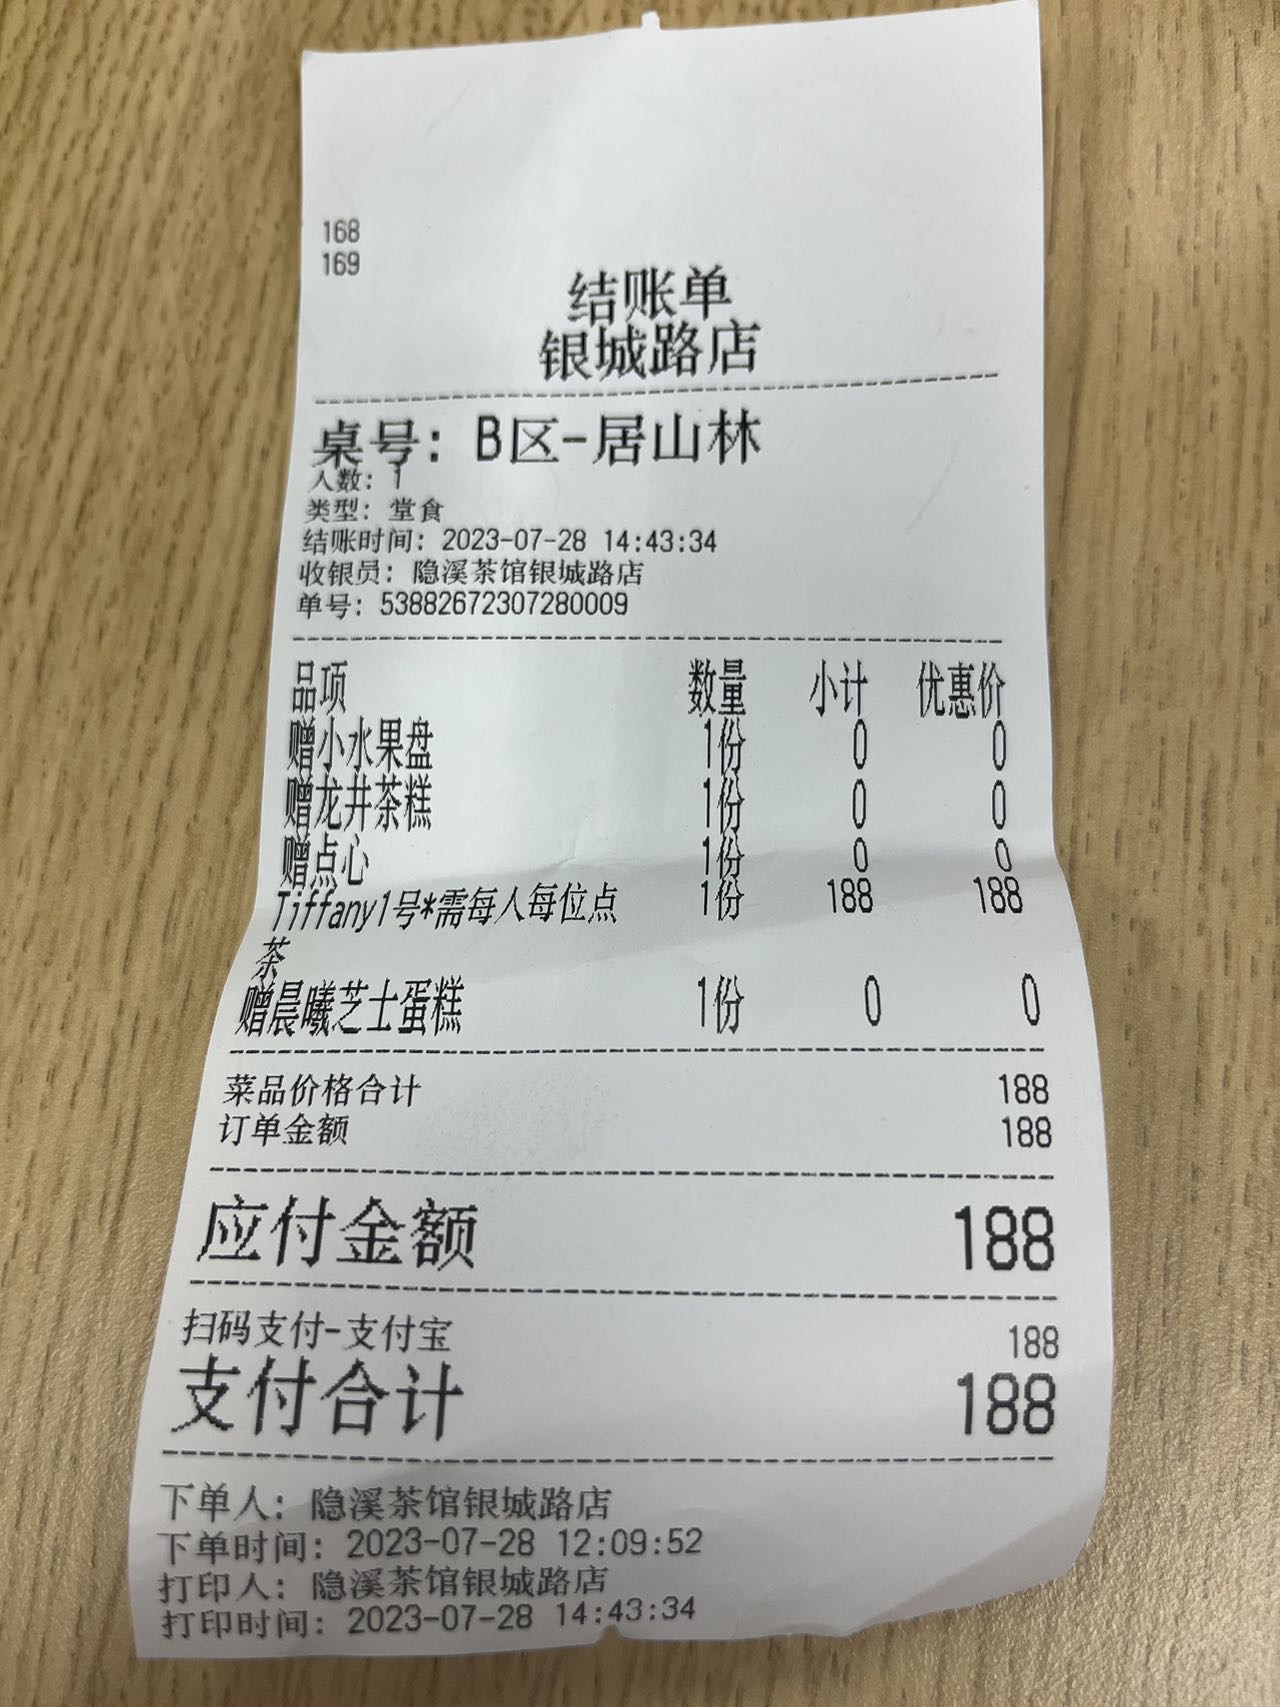 168
169
结账单
银城路店
桌号: B区-居山林
人数: 1
类型: 堂食
结账时间: 2023-07-28 14:43:34
收银员: 隐溪茶馆银城路店
单号: 53882672307280009
品项 数量 小计 优惠价
赠小水果盘 1份 0 0
赠龙井茶糕 1份 0 0
赠点心 1份 0 0
Tiffany1号*需每人每位点 1份 188 188
茶
赠晨曦芝士蛋糕 1份 0 0
菜品价格合计 188
订单金额 188
应付金额 188
扫码支付-支付宝 188
支付合计 188
下单人: 隐溪茶馆银城路店
下单时间: 2023-07-28 12:09:52
打印人: 隐溪茶馆银城路店
打印时间: 2023-07-28 14:43:34